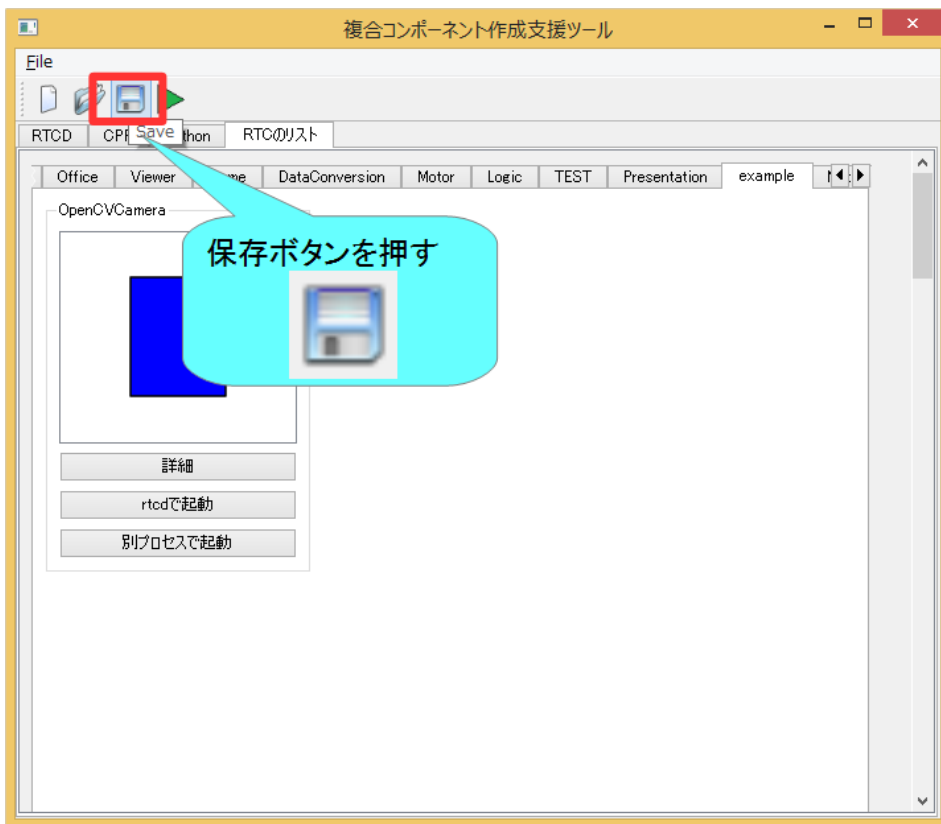 複合コンポーネント作成支援ツール
File
Save
RTCD
RTCのリスト
Office
Viewer
DataConversion
Motor
Logic
TEST
Presentation
example
OpenCVCamera
保存ボタンを押す
詳細
rtcdで起動
別プロセスで起動